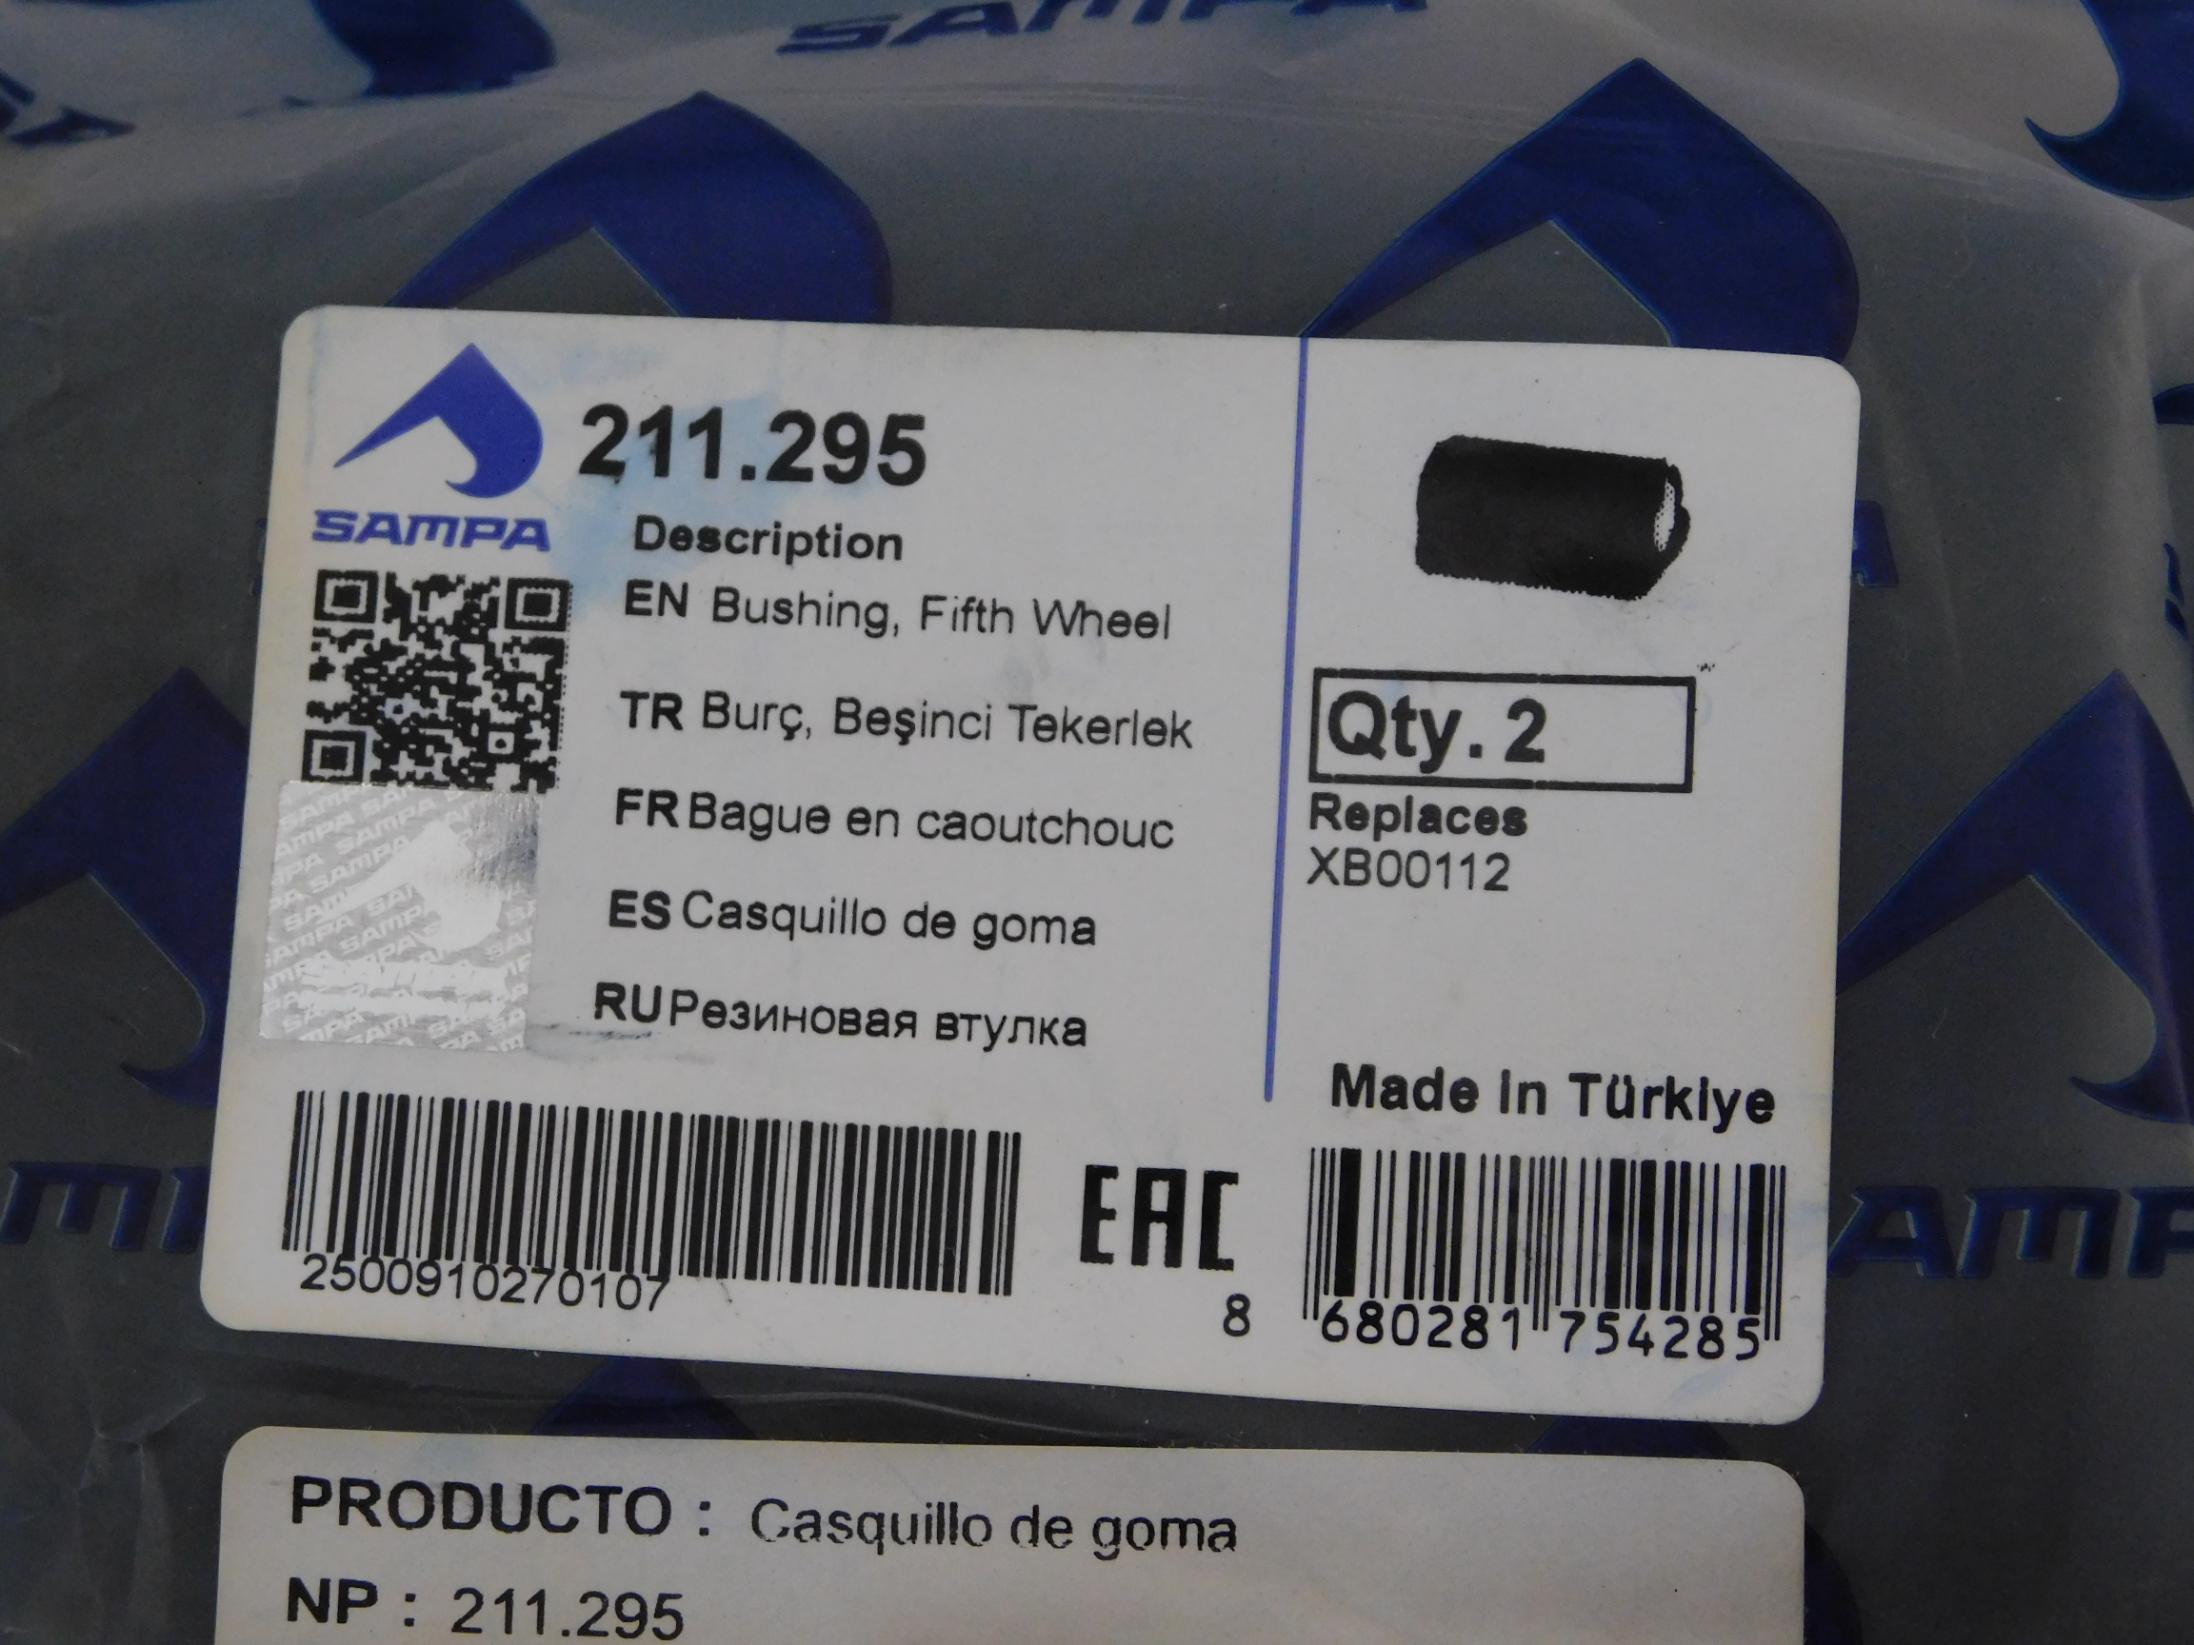 SAMPA
211.295
SAMPA
Description
EN Bushing, Fifth Wheel
TR Burç, Beşinci Tekerlek
FR Bague en caoutchouc
ES Casquillo de goma
RU Резиновая втулка
2500910270107
EAC
Qty. 2
Replaces
XB00112
Made In Türkiye
8 680281 754285
PRODUCTO : Casquillo de goma
NP : 211.295